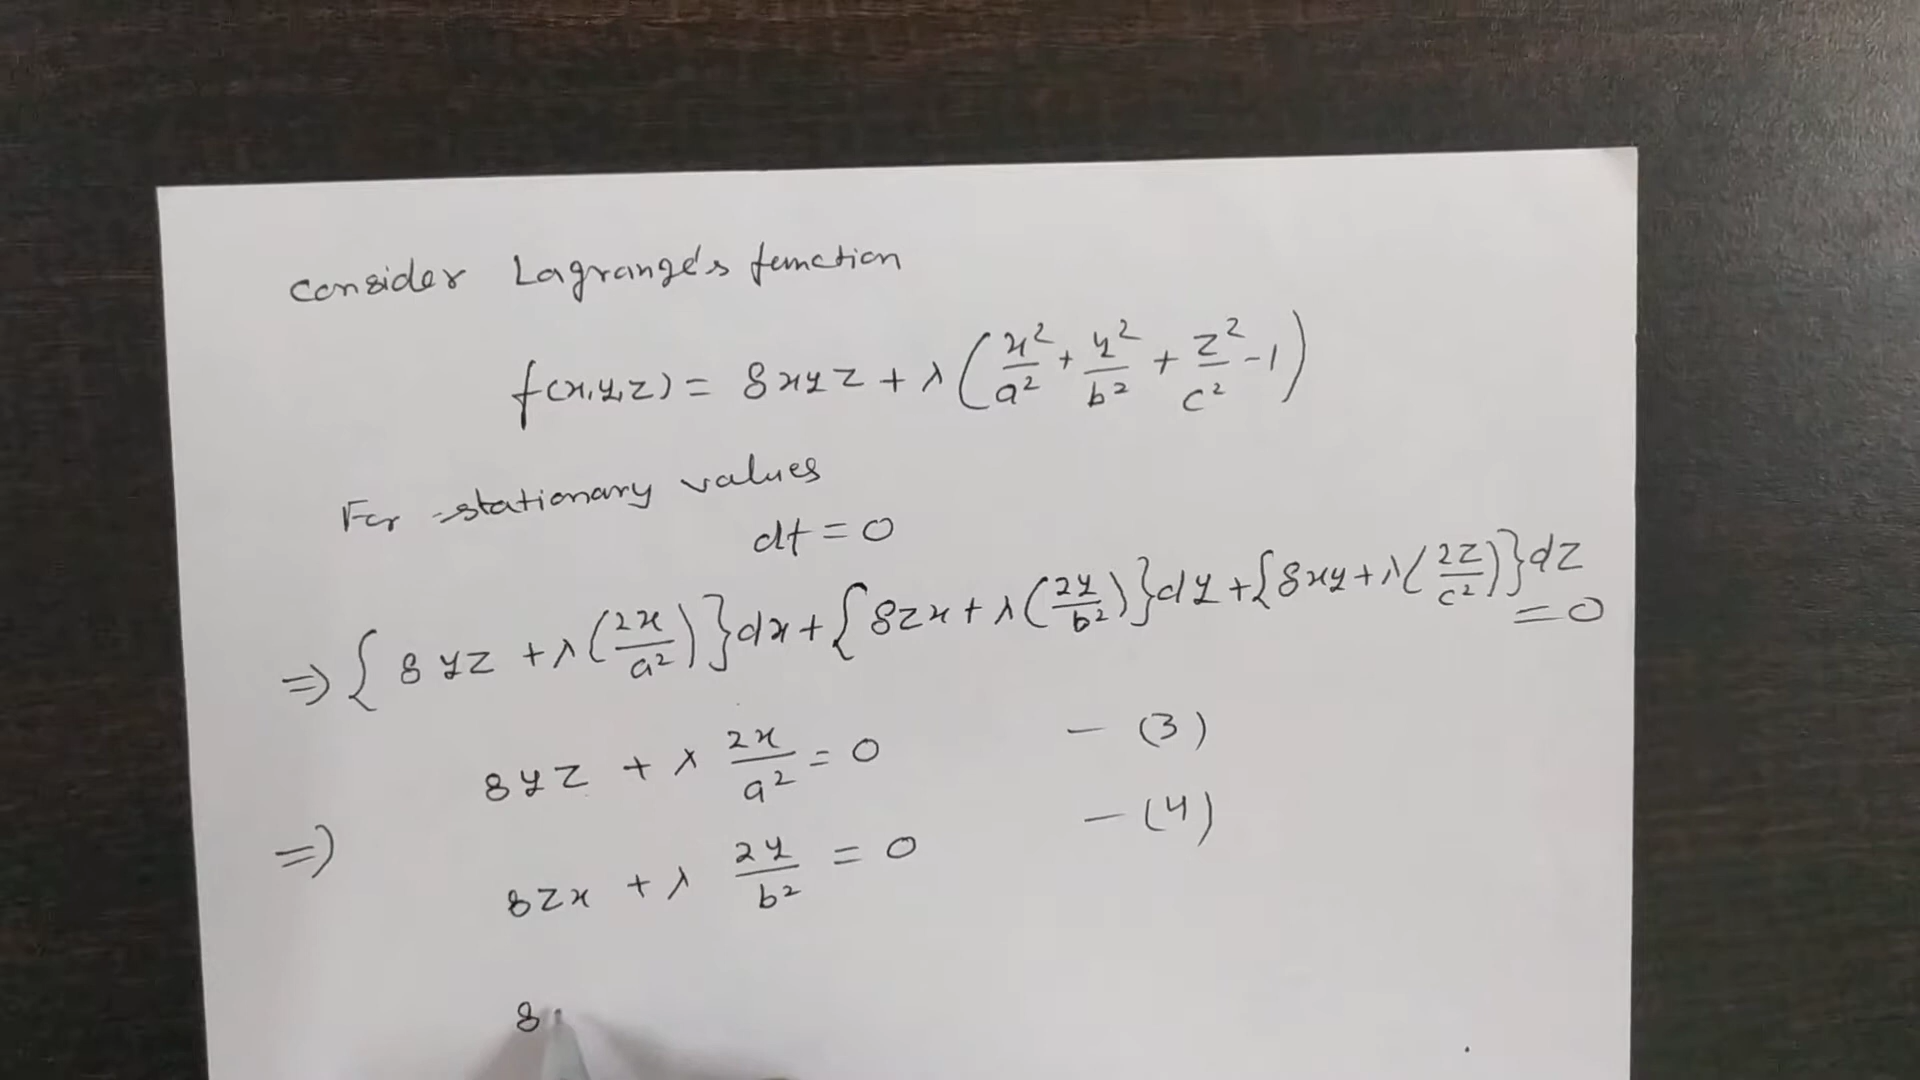 Consider Lagrange's function
f(x,y,z) = 8xyz + λ(x²/a² + y²/b² + z²/c² - 1)
For stationary values
df = 0
⇒ {8yz + λ(2x/a²)}dx + {8zx + λ(2y/b²)}dy + {8xy + λ(2z/c²)}dz
= 0
8yz + λ 2x/a² = 0 — (3)
⇒
8zx + λ 2y/b² = 0 — (4)
8